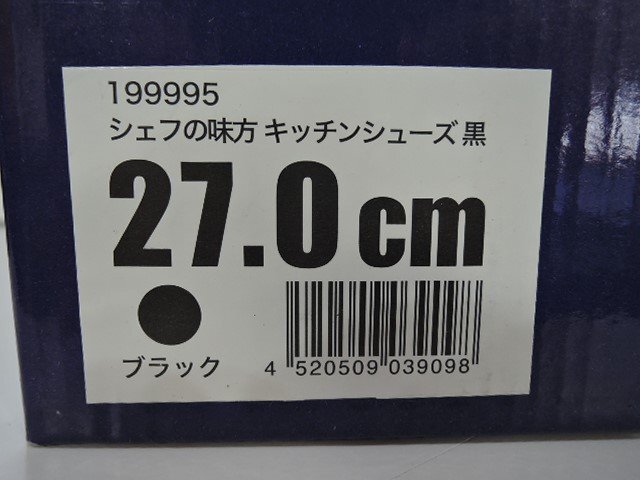 199995
シェフの味方 キッチンシューズ 黒
27.0cm
ブラック
4 520509 039098